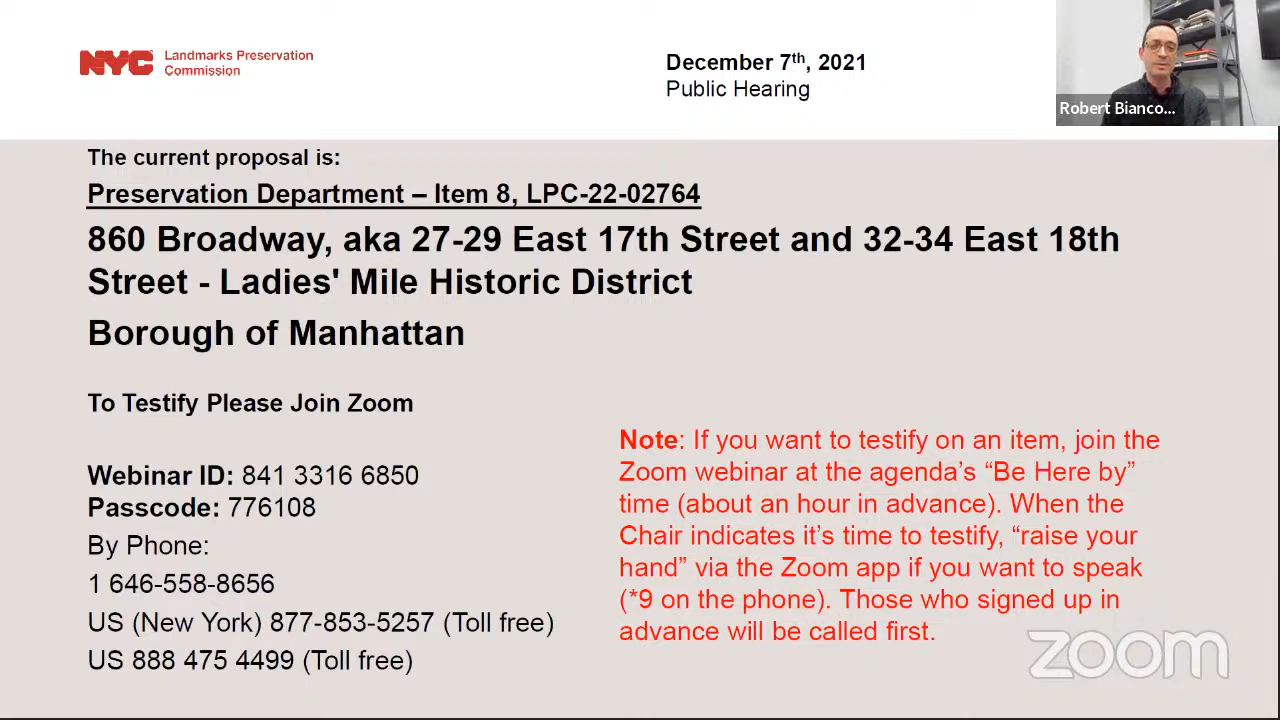 NYC Landmarks Preservation
Commission
December 7th, 2021
Public Hearing
Robert Bianco...
The current proposal is:
Preservation Department – Item 8, LPC-22-02764
860 Broadway, aka 27-29 East 17th Street and 32-34 East 18th
Street - Ladies' Mile Historic District
Borough of Manhattan
To Testify Please Join Zoom
Webinar ID: 841 3316 6850
Passcode: 776108
By Phone:
1 646-558-8656
US (New York) 877-853-5257 (Toll free)
US 888 475 4499 (Toll free)
Note: If you want to testify on an item, join the
Zoom webinar at the agenda’s “Be Here by”
time (about an hour in advance). When the
Chair indicates it’s time to testify, “raise your
hand” via the Zoom app if you want to speak
(*9 on the phone). Those who signed up in
advance will be called first.
zoom